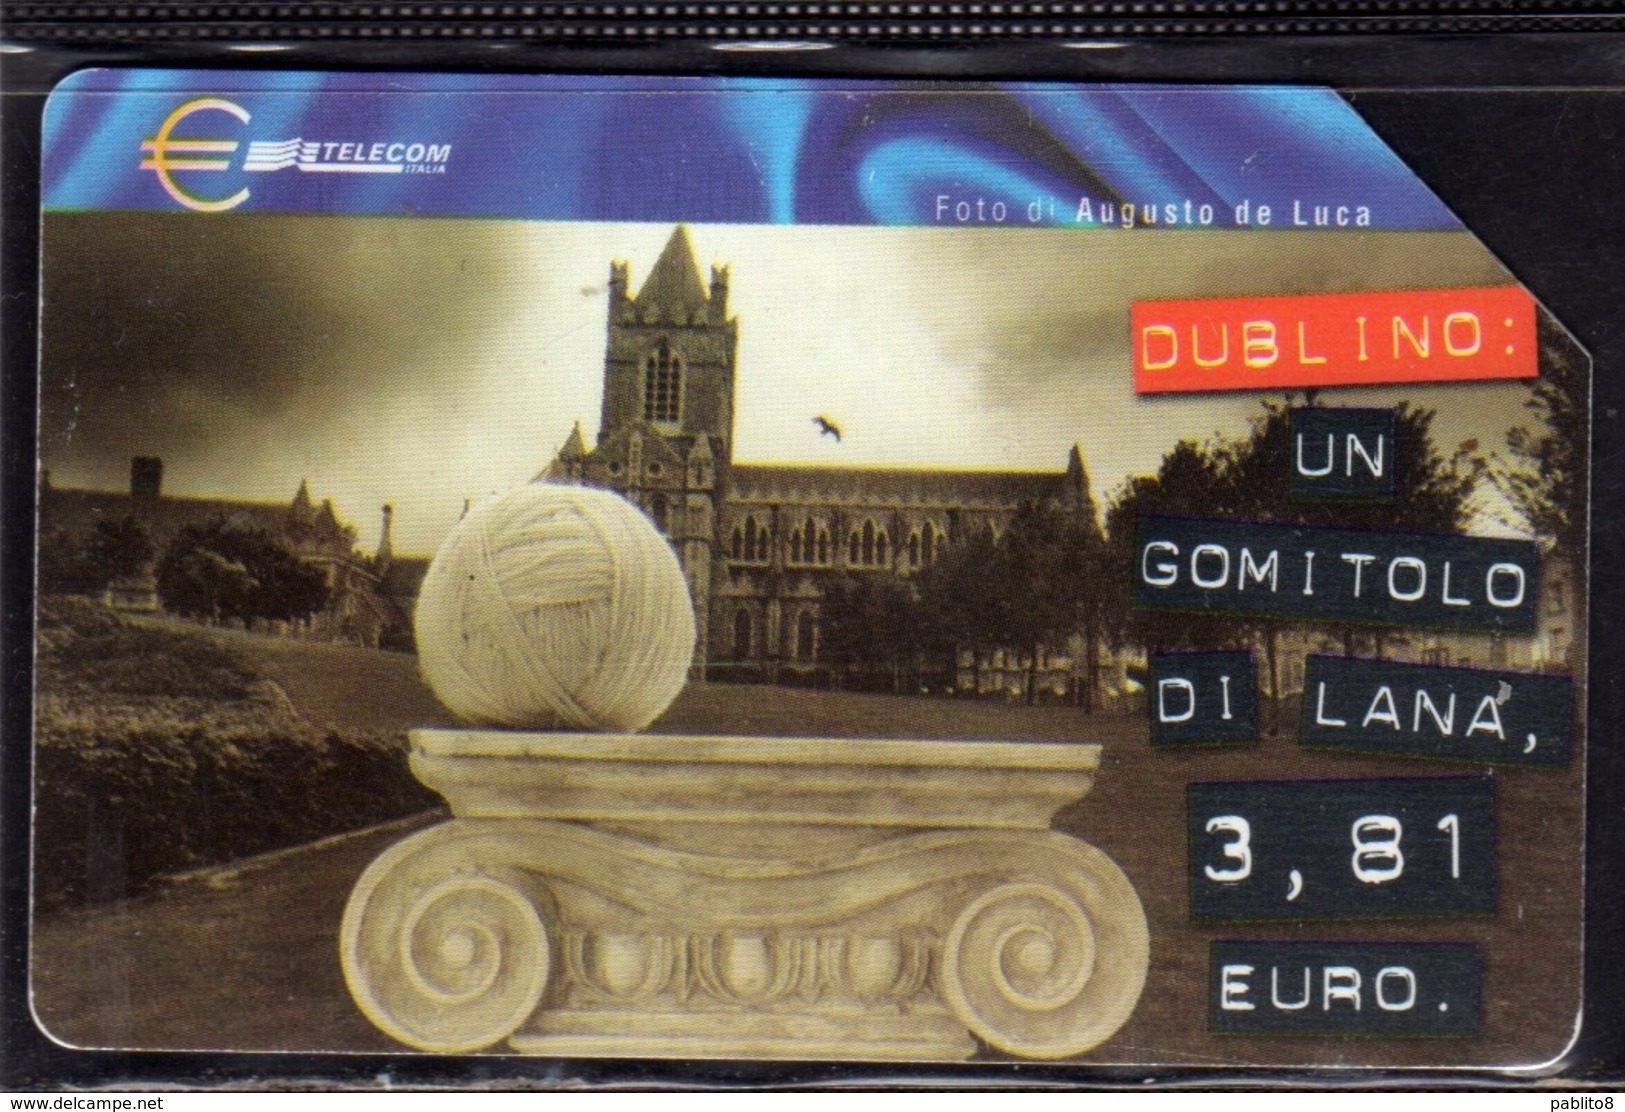 € TELECOM
ITALIA
Foto di Augusto de Luca
DUBLINO:
UN
GOMITOLO
DI LANA,
3,81
EURO.
www.delcampe.net
pablito8